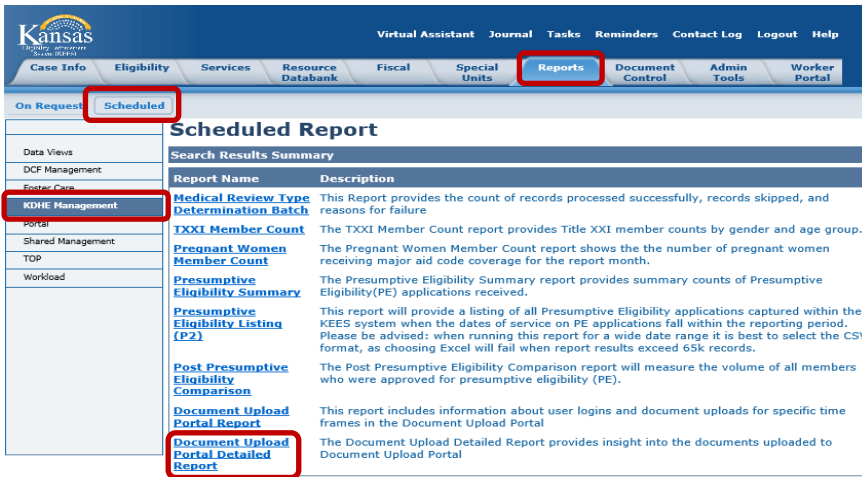 Kansas
Virtual Assistant Journal Tasks Reminders Contact Log Logout Help
Case Info Eligibility Services Resource Databank Fiscal Special Units Reports Document Control Admin Tools Worker Portal
On Request Scheduled
Scheduled Report
Data Views
DCF Management
Foster Care
KDHE Management
Portal
Shared Management
TOP
Workload
Search Results Summary
Report Name Description
Medical Review Type Determination Batch
This Report provides the count of records processed successfully, records skipped, and
reasons for failure
TXXI Member Count The TXXI Member Count report provides Title XXI member counts by gender and age group.
Pregnant Women
Member Count
The Pregnant Women Member Count report shows the the number of pregnant women
receiving major aid code coverage for the report month.
Presumptive
Eligibility Summary
The Presumptive Eligibility Summary report provides summary counts of Presumptive
Eligibility(PE) applications received.
Presumptive
Eligibility Listing
(P2)
This report will provide a listing of all Presumptive Eligibility applications captured within the
KEES system when the dates of service on PE applications fall within the reporting period.
Please be advised: when running this report for a wide date range it is best to select the CSV
format, as choosing Excel will fail when report results exceed 65k records.
Post Presumptive
Eligibility
Comparison
The Post Presumptive Eligibility Comparison report will measure the volume of all members
who were approved for presumptive eligibility (PE).
Document Upload
Portal Report
This report includes information about user logins and document uploads for specific time
frames in the Document Upload Portal
Document Upload
Portal Detailed
Report
The Document Upload Detailed Report provides insight into the documents uploaded to
Document Upload Portal